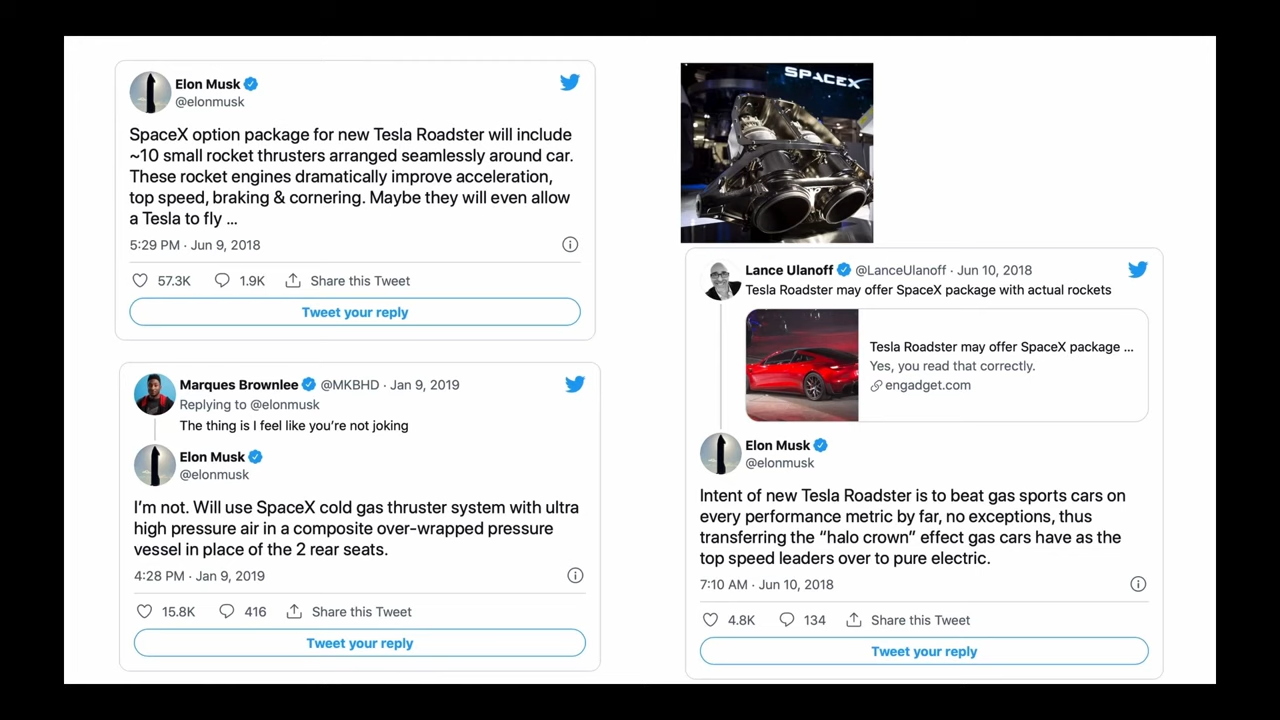 Elon Musk
@elonmusk
SpaceX option package for new Tesla Roadster will include
~10 small rocket thrusters arranged seamlessly around car.
These rocket engines dramatically improve acceleration,
top speed, braking & cornering. Maybe they will even allow
a Tesla to fly ...
5:29 PM · Jun 9, 2018
57.3K 1.9K Share this Tweet
Tweet your reply
Marques Brownlee @MKBHD · Jan 9, 2019
Replying to @elonmusk
The thing is I feel like you’re not joking
Elon Musk
@elonmusk
I’m not. Will use SpaceX cold gas thruster system with ultra
high pressure air in a composite over-wrapped pressure
vessel in place of the 2 rear seats.
4:28 PM · Jan 9, 2019
15.8K 416 Share this Tweet
Tweet your reply
SPACEX
Lance Ulanoff @LanceUlanoff · Jun 10, 2018
Tesla Roadster may offer SpaceX package with actual rockets
Tesla Roadster may offer SpaceX package ...
Yes, you read that correctly.
engadget.com
Elon Musk
@elonmusk
Intent of new Tesla Roadster is to beat gas sports cars on
every performance metric by far, no exceptions, thus
transferring the “halo crown” effect gas cars have as the
top speed leaders over to pure electric.
7:10 AM · Jun 10, 2018
4.8K 134 Share this Tweet
Tweet your reply